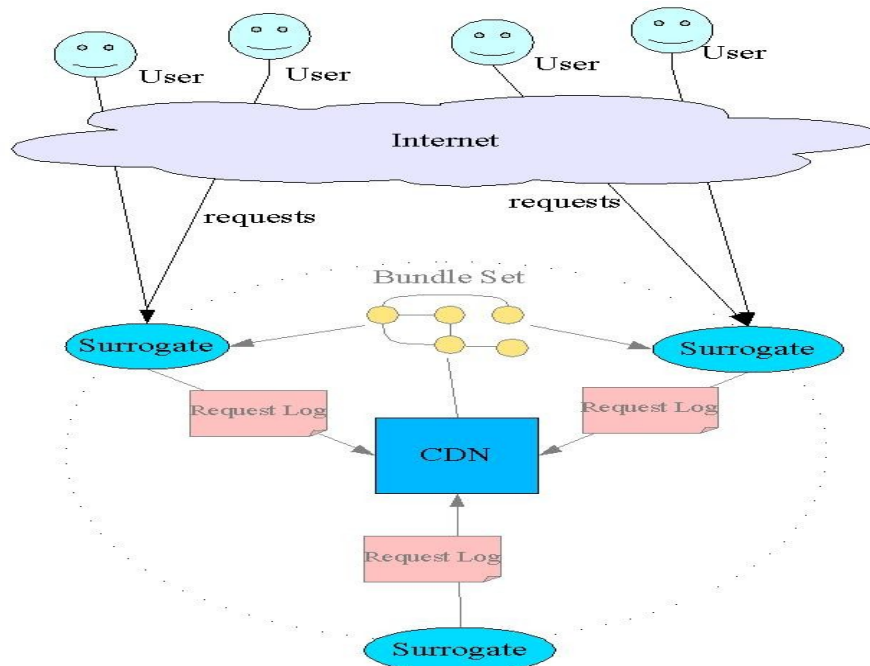 User
User
User
User
Internet
requests
requests
Bundle Set
Surrogate
Surrogate
Request Log
Request Log
CDN
Request Log
Surrogate